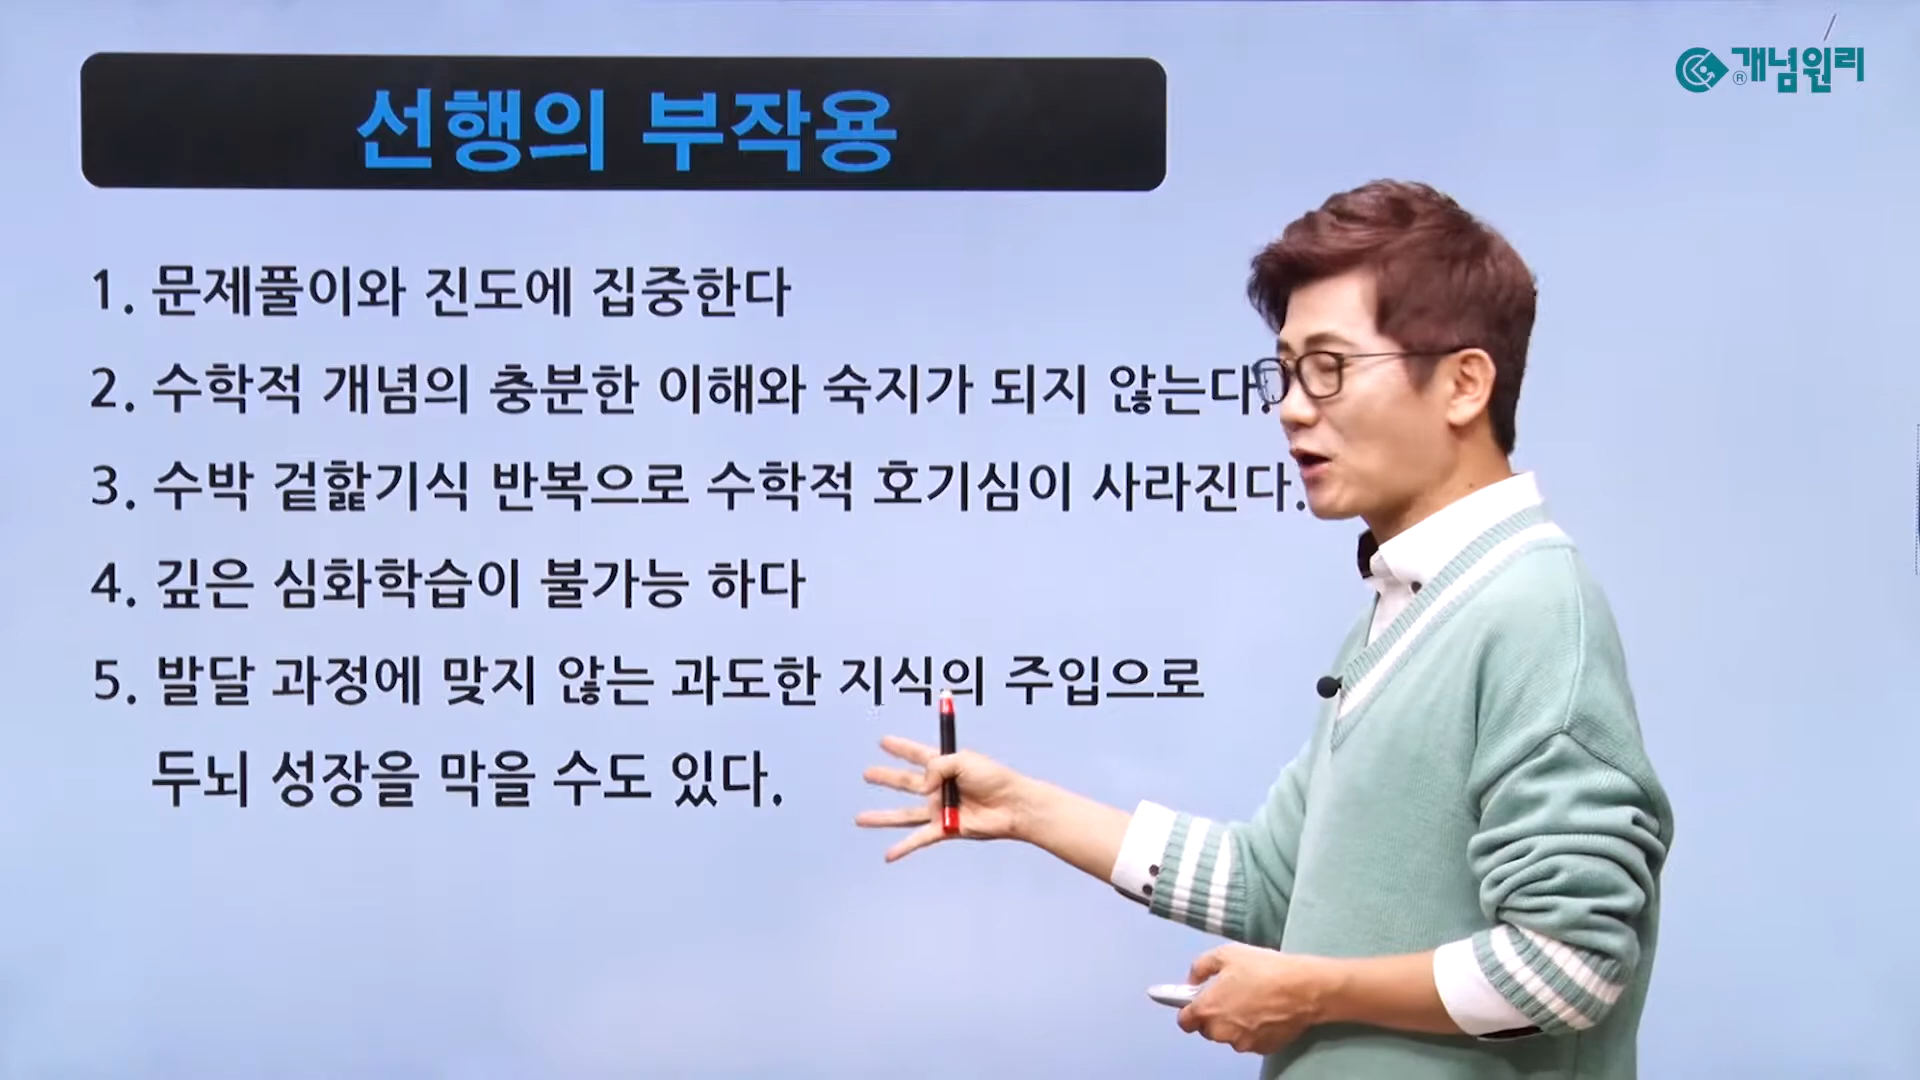 선행의 부작용
개념원리
1. 문제풀이와 진도에 집중한다
2. 수학적 개념의 충분한 이해와 숙지가 되지 않는다.
3. 수박 겉핥기식 반복으로 수학적 호기심이 사라진다.
4. 깊은 심화학습이 불가능 하다
5. 발달 과정에 맞지 않는 과도한 지식의 주입으로
두뇌 성장을 막을 수도 있다.